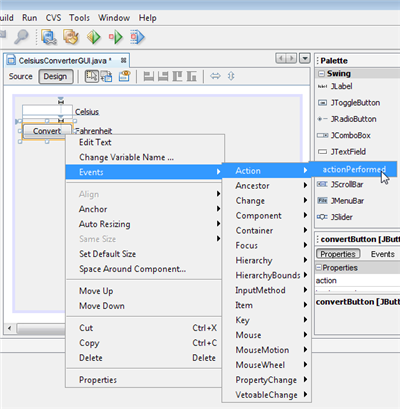 uild Run CVS Tools Window Help
CelsiusConverterGUI.java *
Source Design
Celsius
Convert Fahrenheit
Edit Text
Change Variable Name ...
Events
Align
Anchor
Auto Resizing
Same Size
Set Default Size
Space Around Component...
Move Up
Move Down
Cut Ctrl+X
Copy Ctrl+C
Delete Delete
Properties
Action
Ancestor
Change
Component
Container
Focus
Hierarchy
HierarchyBounds
InputMethod
Item
Key
Mouse
MouseMotion
MouseWheel
PropertyChange
VetoableChange
actionPerformed
Palette
Swing
JLabel
JToggleButton
JRadioButton
JComboBox
JTextField
JScrollBar
JMenuBar
JSlider
convertButton [JBut
Properties Events
Properties
action
convertButton [JBut